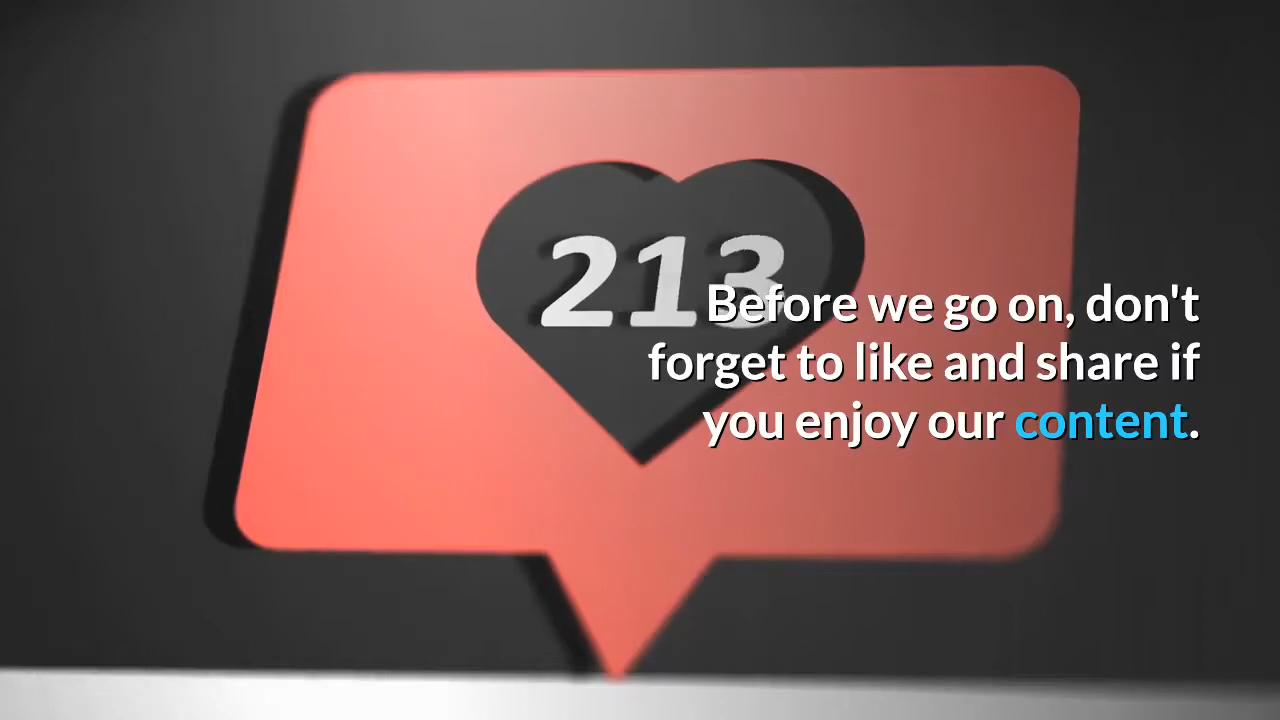 213
Before we go on, don't
forget to like and share if
you enjoy our content.